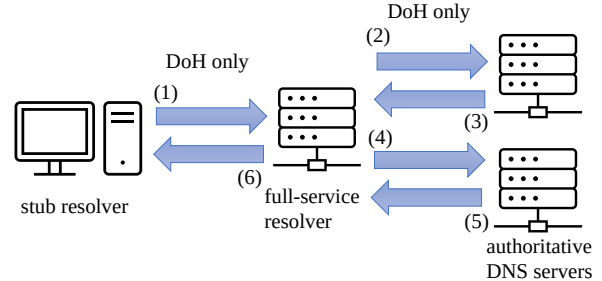 DoH only
(2)
DoH only
(1)
(3)
(4)
(6)
stub resolver
full-service
resolver
(5)
authoritative
DNS servers